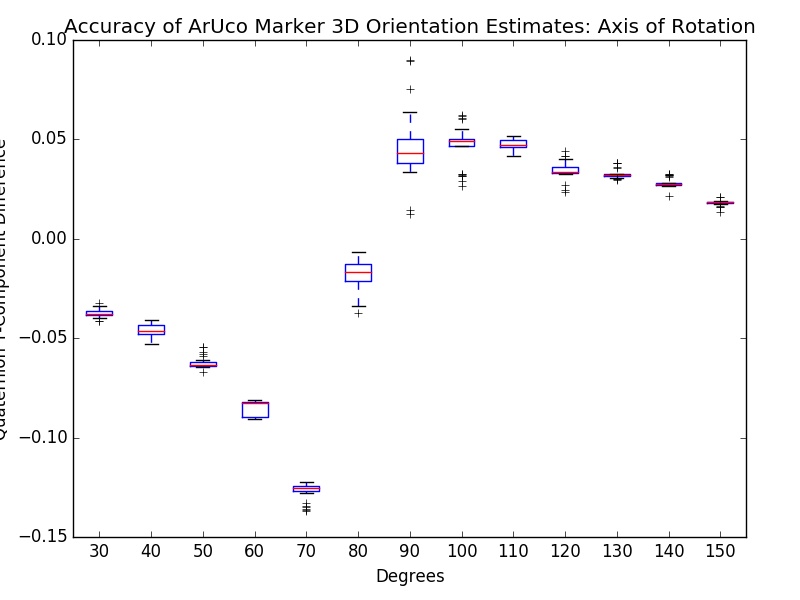 Accuracy of ArUco Marker 3D Orientation Estimates: Axis of Rotation
0.10
0.05
0.00
−0.05
−0.10
−0.15
Component Difference
30 40 50 60 70 80 90 100 110 120 130 140 150
Degrees